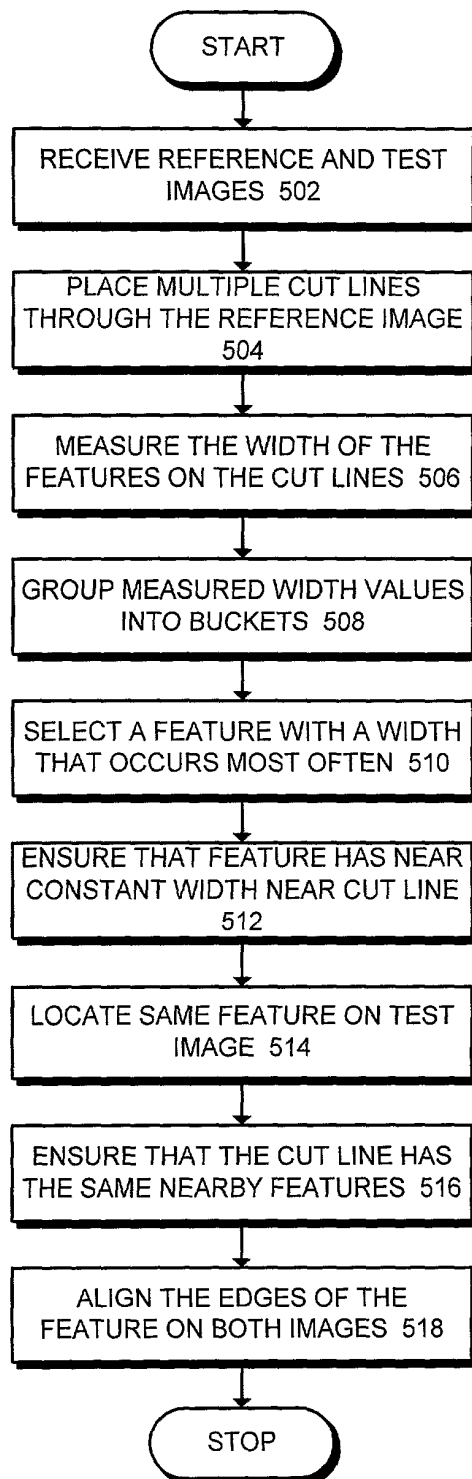 START
RECEIVE REFERENCE AND TEST
IMAGES 502
PLACE MULTIPLE CUT LINES
THROUGH THE REFERENCE IMAGE
504
MEASURE THE WIDTH OF THE
FEATURES ON THE CUT LINES 506
GROUP MEASURED WIDTH VALUES
INTO BUCKETS 508
SELECT A FEATURE WITH A WIDTH
THAT OCCURS MOST OFTEN 510
ENSURE THAT FEATURE HAS NEAR
CONSTANT WIDTH NEAR CUT LINE
512
LOCATE SAME FEATURE ON TEST
IMAGE 514
ENSURE THAT THE CUT LINE HAS
THE SAME NEARBY FEATURES 516
ALIGN THE EDGES OF THE
FEATURE ON BOTH IMAGES 518
STOP